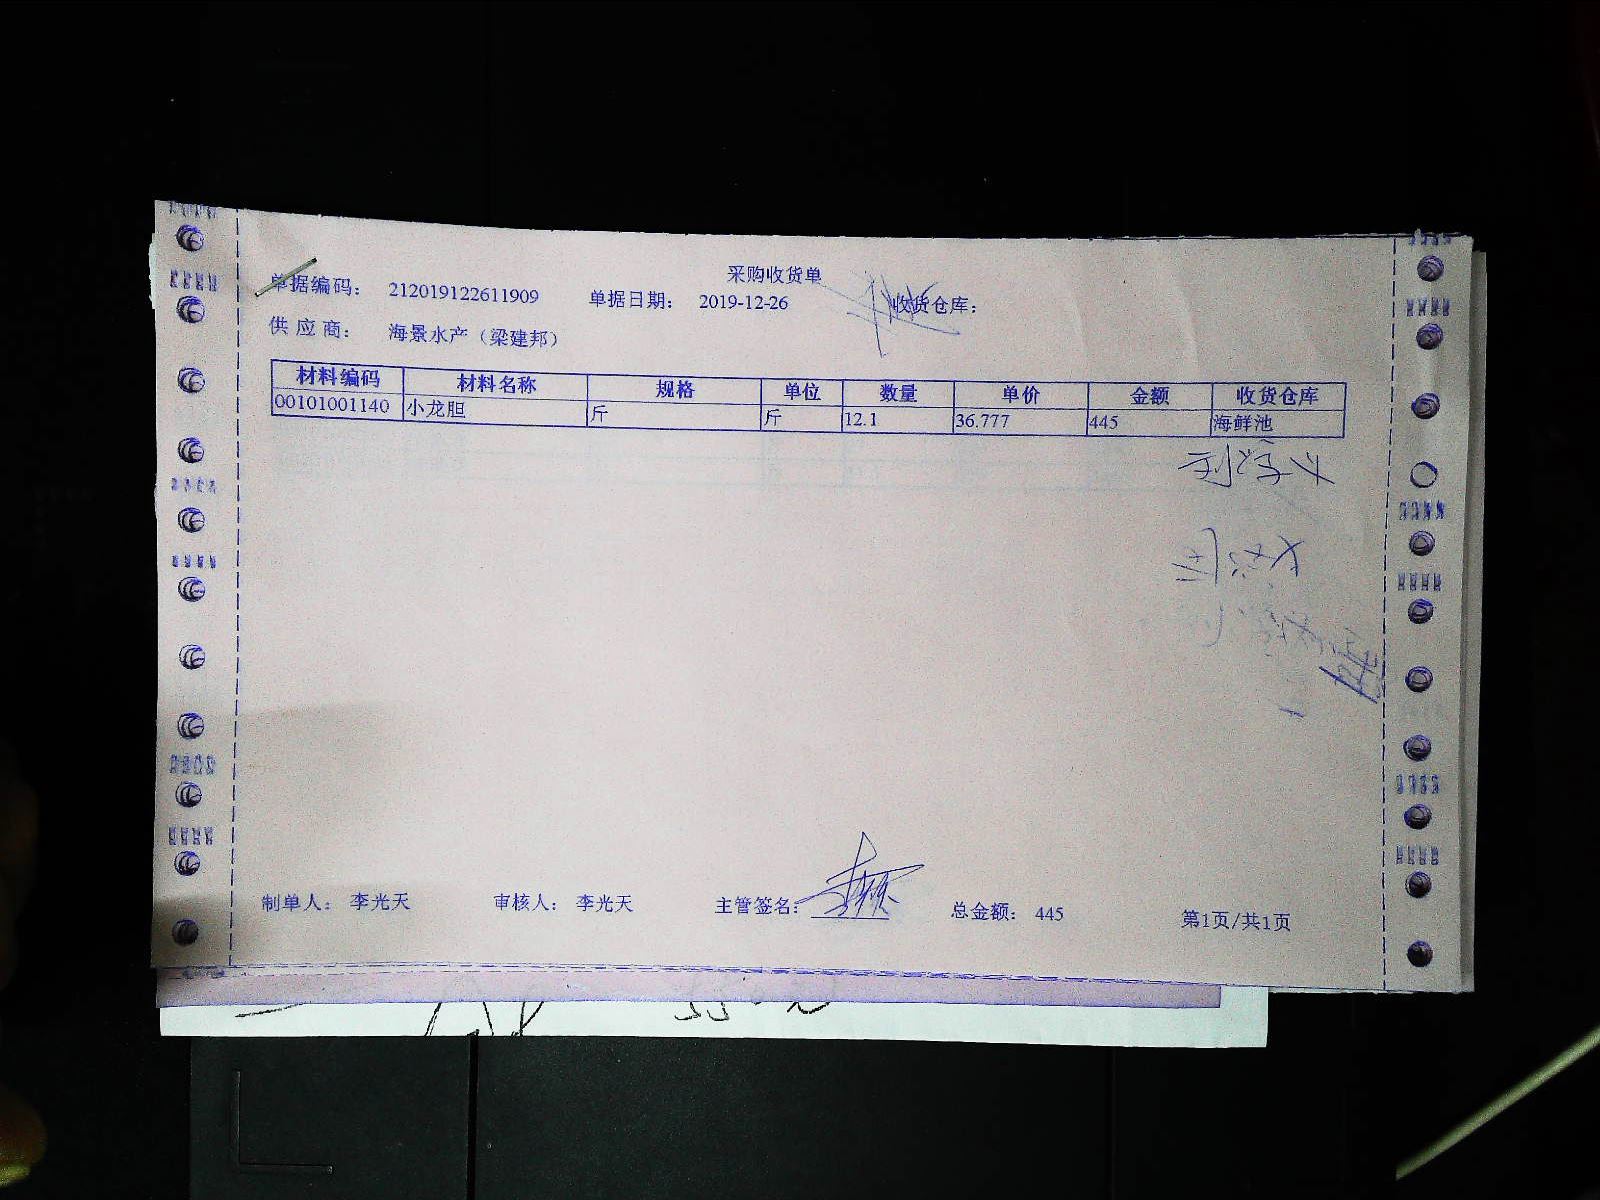 采购收货单
单据编码： 212019122611909 单据日期： 2019-12-26 收货仓库：
供 应 商： 海景水产（梁建邦）
材料编码 材料名称 规格 单位 数量 单价 金额 收货仓库
00101001140 小龙胆 斤 斤 12.1 36.777 445 海鲜池
制单人： 李光天 审核人： 李光天 主管签名： 总金额： 445 第1页/共1页